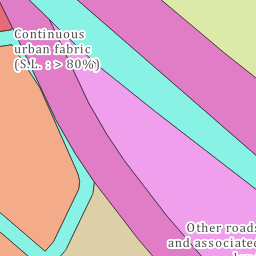 Continuous
urban fabric
(S.L. : > 80%)
Other roads
and associated